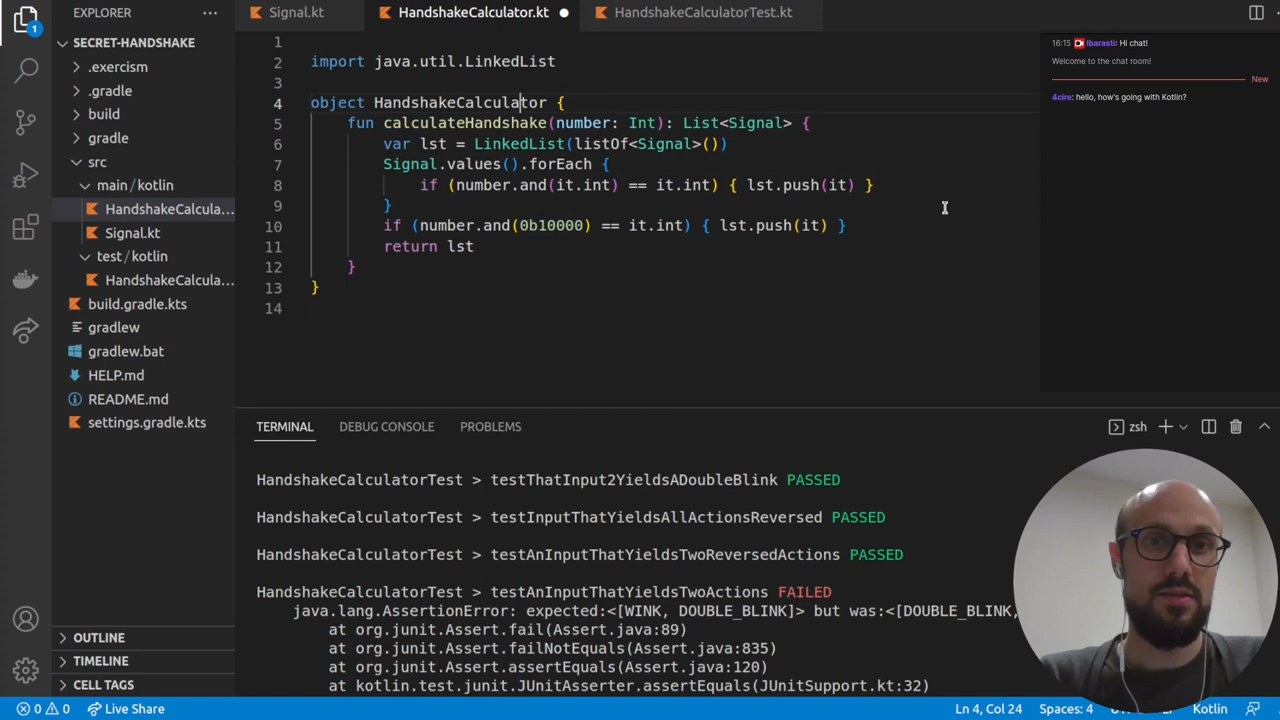 EXPLORER
SECRET-HANDSHAKE
.exercism
.gradle
build
gradle
src
main/kotlin
HandshakeCalcula...
Signal.kt
test/kotlin
HandshakeCalcula...
build.gradle.kts
gradlew
gradlew.bat
HELP.md
README.md
settings.gradle.kts
OUTLINE
TIMELINE
CELL TAGS
1
Signal.kt
HandshakeCalculator.kt
HandshakeCalculatorTest.kt
1
2 import java.util.LinkedList
3
4 object HandshakeCalculator {
5 fun calculateHandshake(number: Int): List<Signal> {
6 var lst = LinkedList(listOf<Signal>())
7 Signal.values().forEach {
8 if (number.and(it.int) == it.int) { lst.push(it) }
9 }
10 if (number.and(0b10000) == it.int) { lst.push(it) }
11 return lst
12 }
13 }
14
16:15 lbarasti: Hi chat!
Welcome to the chat room!
New
4cire: hello, how's going with Kotlin?
TERMINAL DEBUG CONSOLE PROBLEMS
zsh
HandshakeCalculatorTest > testThatInput2YieldsADoubleBlink PASSED
HandshakeCalculatorTest > testInputThatYieldsAllActionsReversed PASSED
HandshakeCalculatorTest > testAnInputThatYieldsTwoReversedActions PASSED
HandshakeCalculatorTest > testAnInputThatYieldsTwoActions FAILED
java.lang.AssertionError: expected:<[WINK, DOUBLE_BLINK]> but was:<[DOUBLE_BLINK,
at org.junit.Assert.fail(Assert.java:89)
at org.junit.Assert.failNotEquals(Assert.java:835)
at org.junit.Assert.assertEquals(Assert.java:120)
at kotlin.test.junit.JUnitAsserter.assertEquals(JUnitSupport.kt:32)
0 0 Live Share
Ln 4, Col 24 Spaces: 4
Kotlin